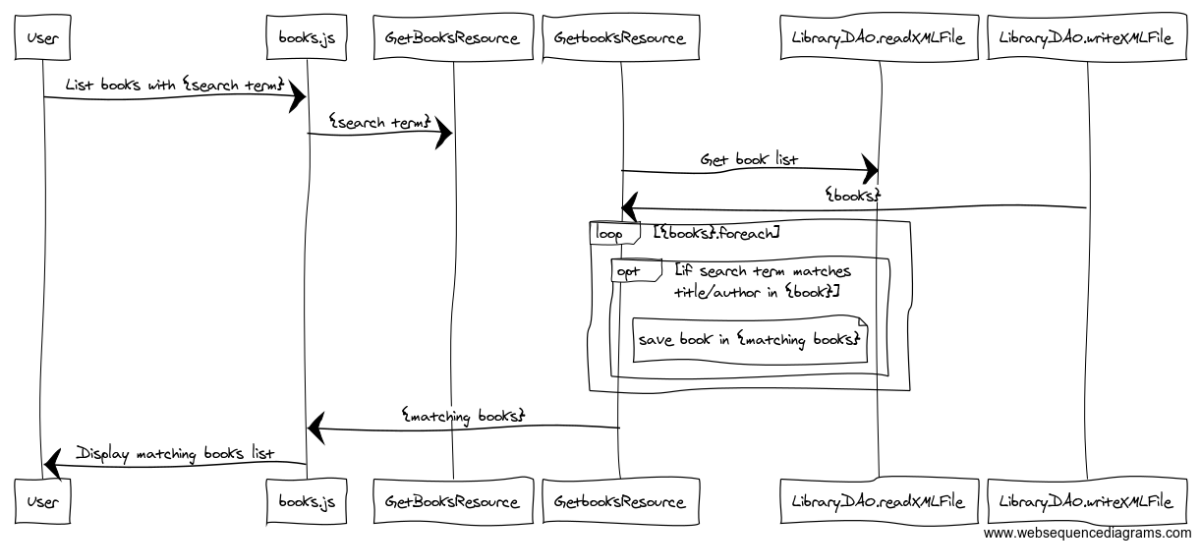 User
books.js
GetBooksResource
GetbooksResource
LibraryDAO.readXMLFile
LibraryDAO.writeXMLFile
List books with {search term}
{search term}
Get book list
{books}
loop
[{books}.foreach]
opt
[if search term matches
title/author in {book}]
save book in {matching books}
{matching books}
Display matching books list
User
books.js
GetBooksResource
GetbooksResource
LibraryDAO.readXMLFile
LibraryDAO.writeXMLFile
www.websequencediagrams.com